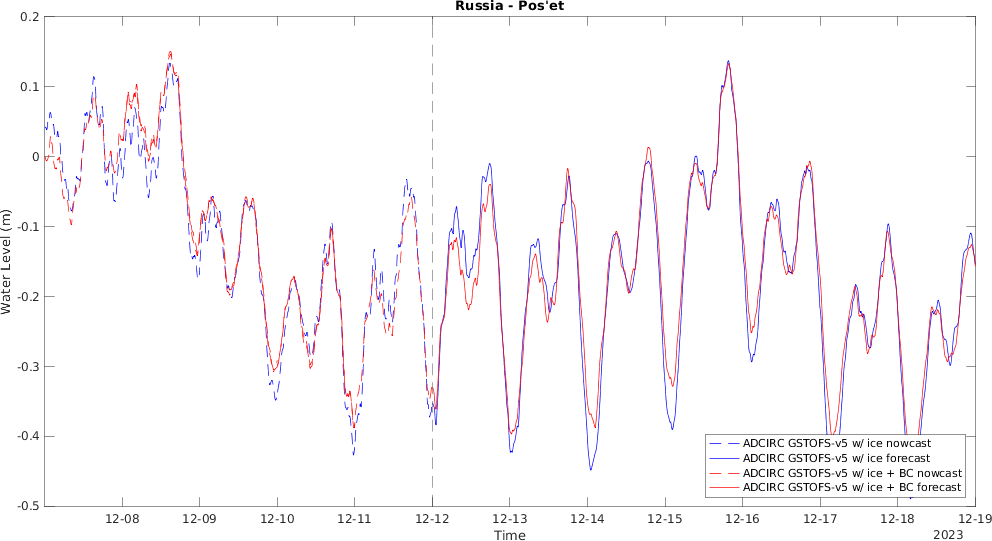 Russia - Pos'et
0.2
0.1
0
-0.1
-0.2
-0.3
-0.4
-0.5
Water Level (m)
ADCIRC GSTOFS-v5 w/ ice nowcast
ADCIRC GSTOFS-v5 w/ ice forecast
ADCIRC GSTOFS-v5 w/ ice + BC nowcast
ADCIRC GSTOFS-v5 w/ ice + BC forecast
12-08 12-09 12-10 12-11 12-12 12-13 12-14 12-15 12-16 12-17 12-18 12-19
Time
2023